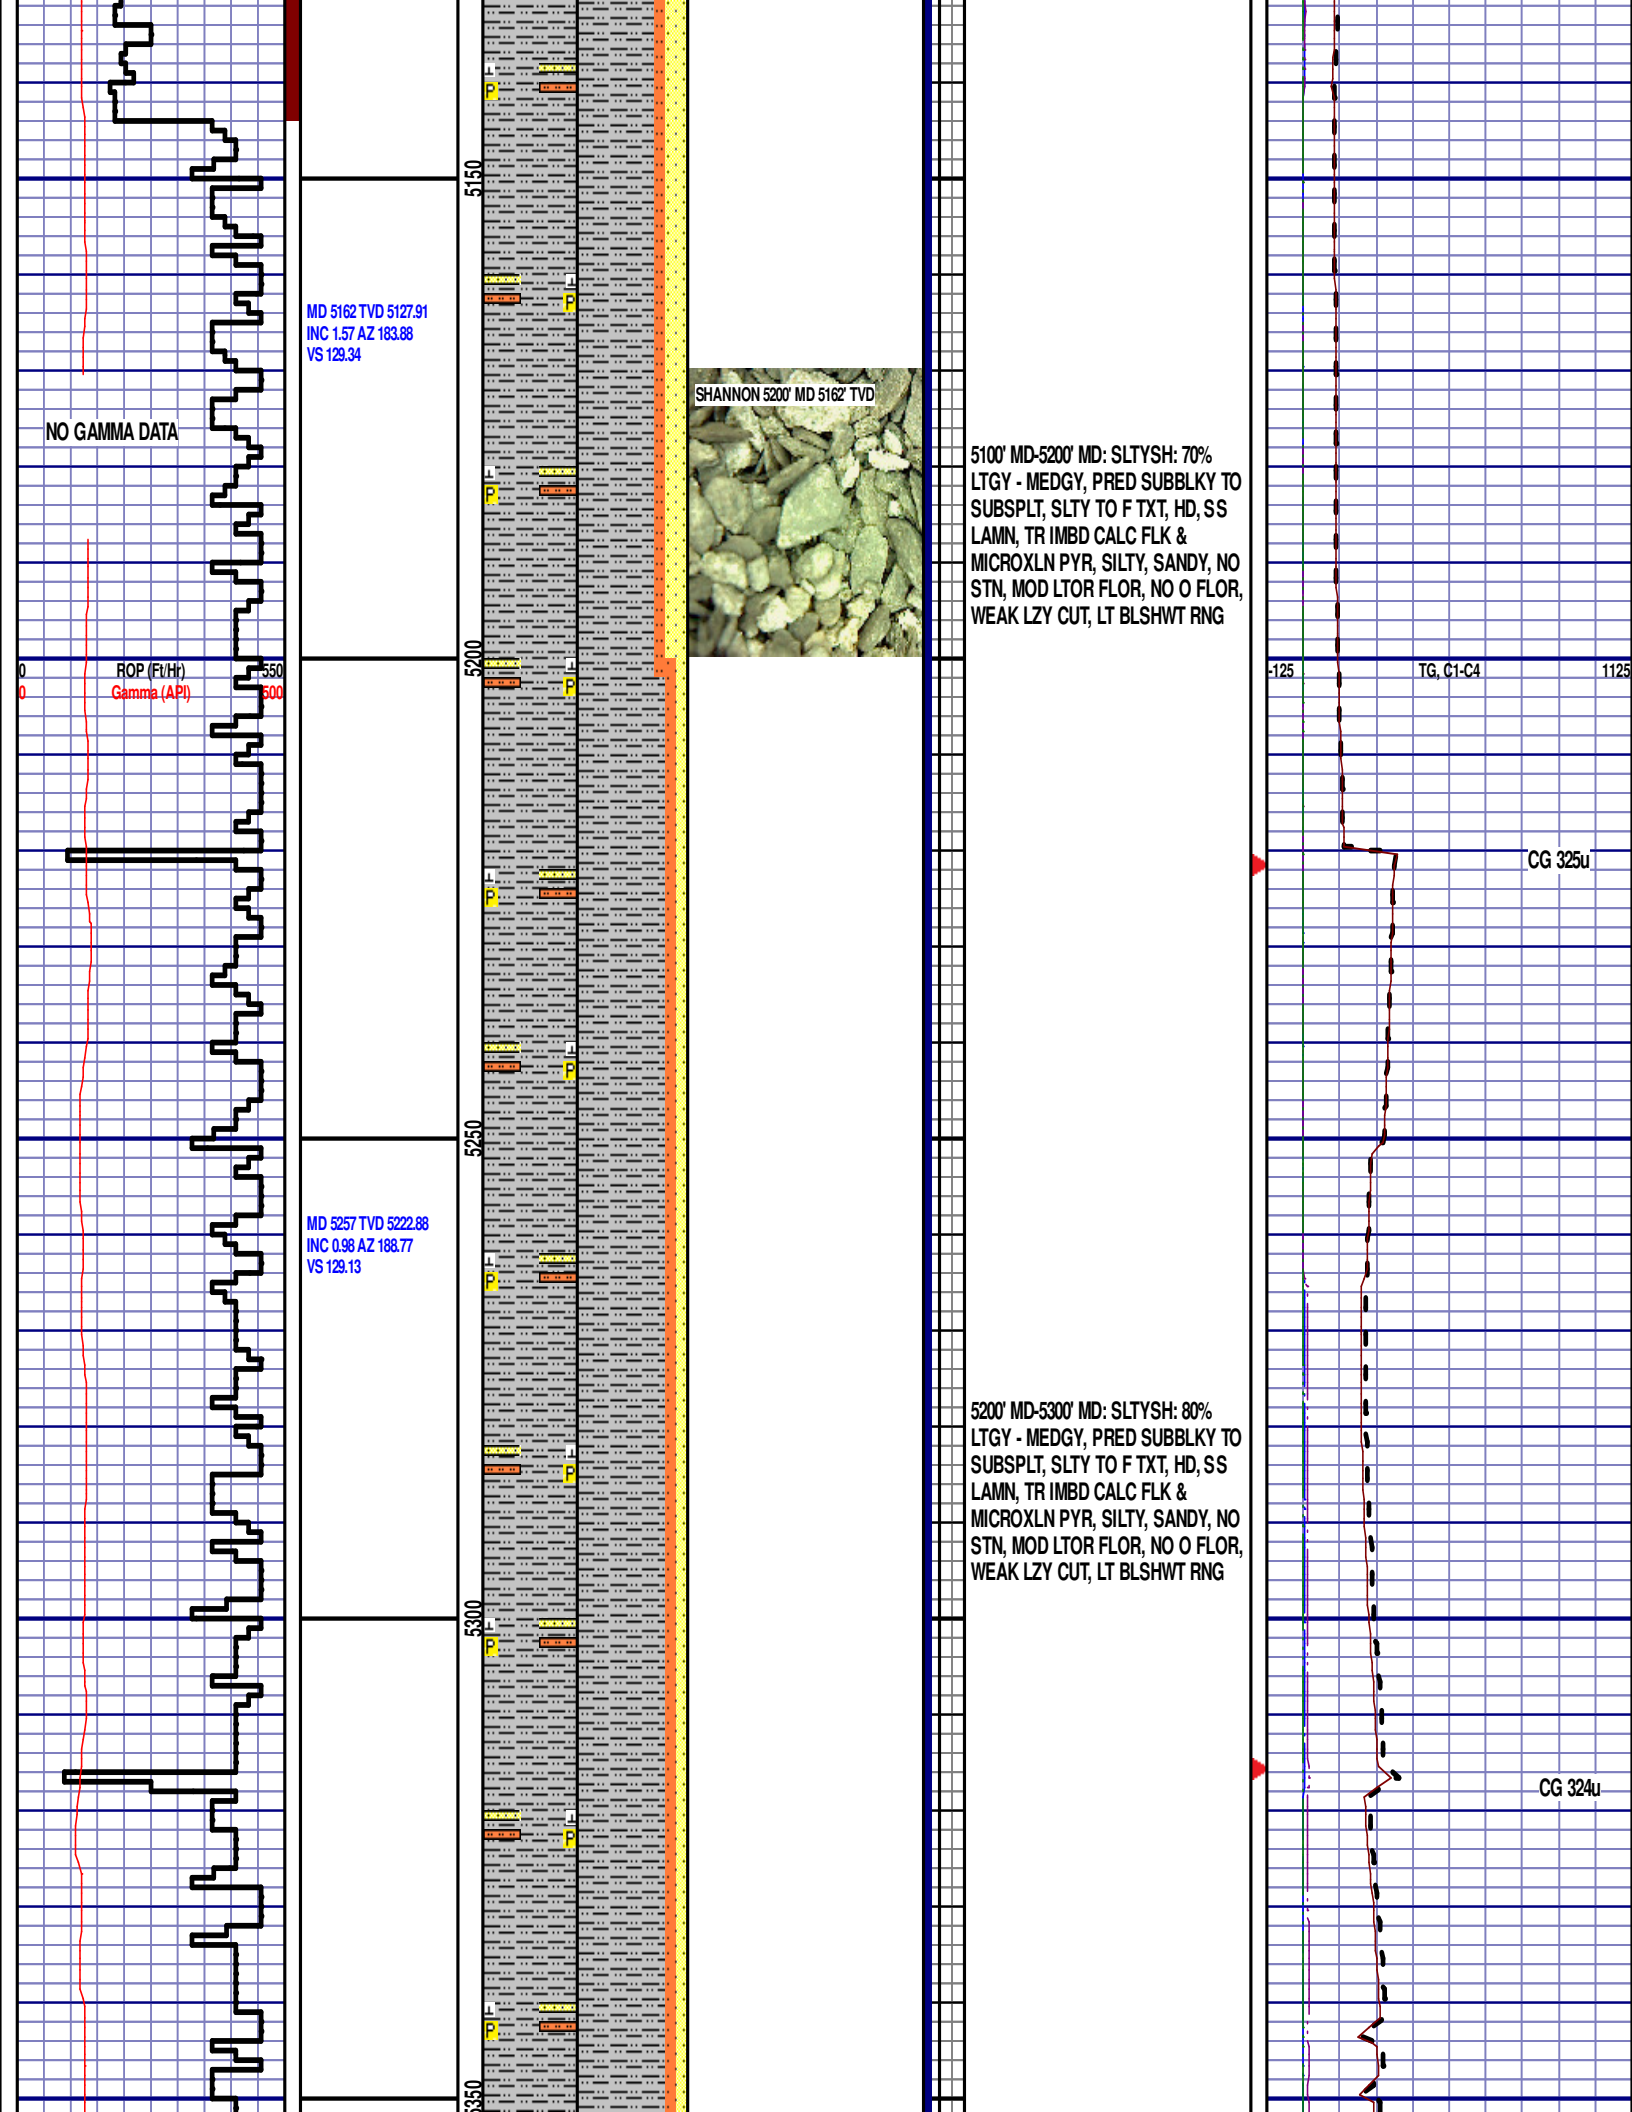 5150
MD 5162 TVD 5127.91
INC 1.57 AZ 183.88
VS 129.34
SHANNON 5200' MD 5162' TVD
NO GAMMA DATA
5100' MD-5200' MD: SLTYSH: 70%
LTGY - MEDGY, PRED SUBBLKY TO
SUBSPLT, SLTY TO F TXT, HD, SS
LAMN, TR IMBD CALC FLK &
MICROXLN PYR, SILTY, SANDY, NO
STN, MOD LTOR FLOR, NO O FLOR,
WEAK LZY CUT, LT BLSHWT RNG
5200
0 ROP (Ft/Hr) 550
0 Gamma (API) 500
-125 TG, C1-C4 1125
CG 325u
5250
MD 5257 TVD 5222.88
INC 0.98 AZ 188.77
VS 129.13
5200' MD-5300' MD: SLTYSH: 80%
LTGY - MEDGY, PRED SUBBLKY TO
SUBSPLT, SLTY TO F TXT, HD, SS
LAMN, TR IMBD CALC FLK &
MICROXLN PYR, SILTY, SANDY, NO
STN, MOD LTOR FLOR, NO O FLOR,
WEAK LZY CUT, LT BLSHWT RNG
5300
CG 324u
5350
P
P
P
P
P
P
P
P
P
P
P